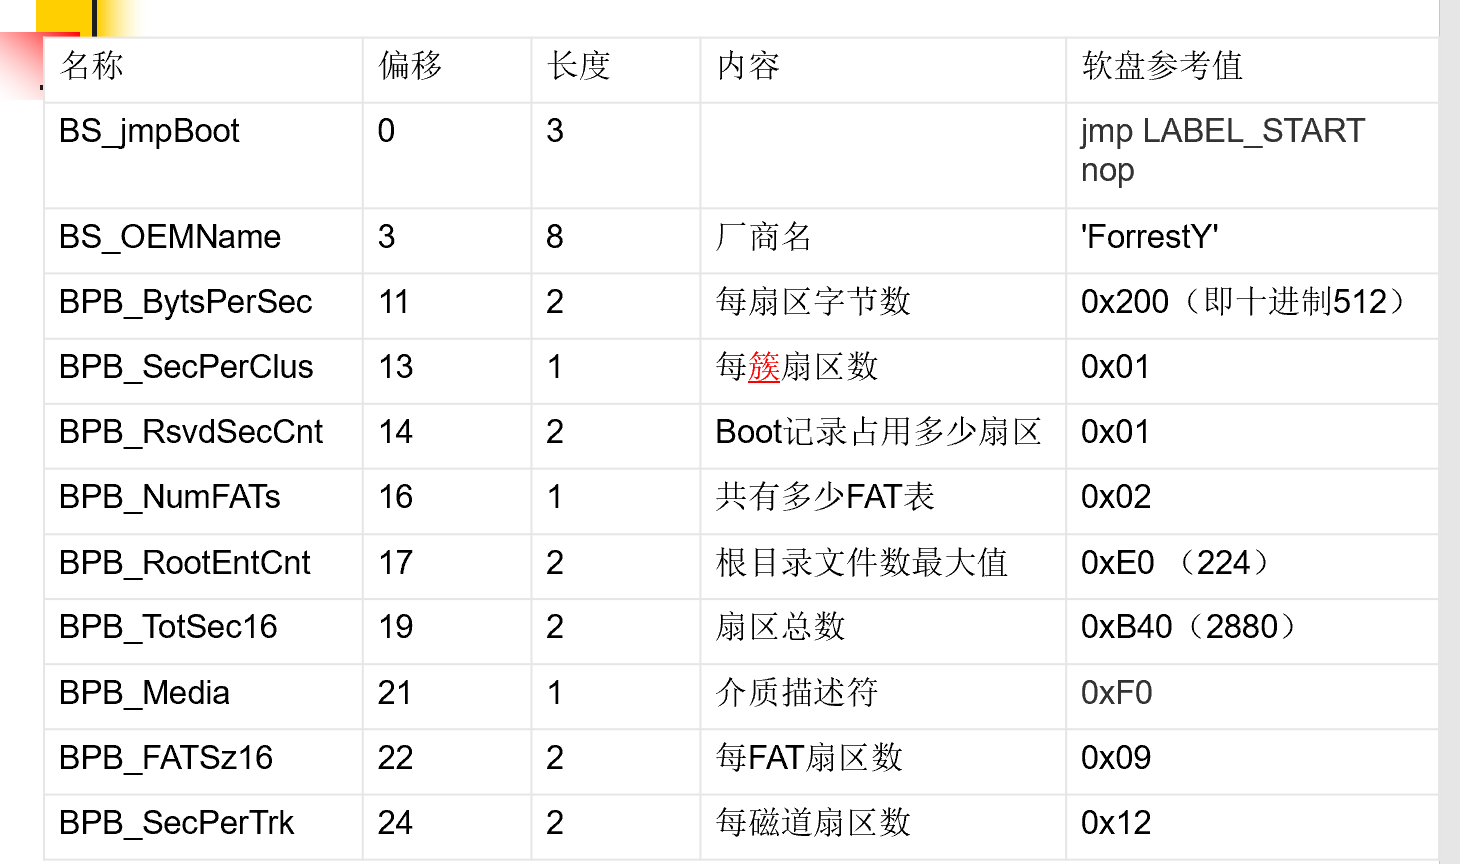 名称 偏移 长度 内容 软盘参考值
BS_jmpBoot 0 3 jmp LABEL_START
nop
BS_OEMName 3 8 厂商名 'ForrestY'
BPB_BytsPerSec 11 2 每扇区字节数 0x200（即十进制512）
BPB_SecPerClus 13 1 每簇扇区数 0x01
BPB_RsvdSecCnt 14 2 Boot记录占用多少扇区 0x01
BPB_NumFATs 16 1 共有多少FAT表 0x02
BPB_RootEntCnt 17 2 根目录文件数最大值 0xE0 （224）
BPB_TotSec16 19 2 扇区总数 0xB40（2880）
BPB_Media 21 1 介质描述符 0xF0
BPB_FATSz16 22 2 每FAT扇区数 0x09
BPB_SecPerTrk 24 2 每磁道扇区数 0x12